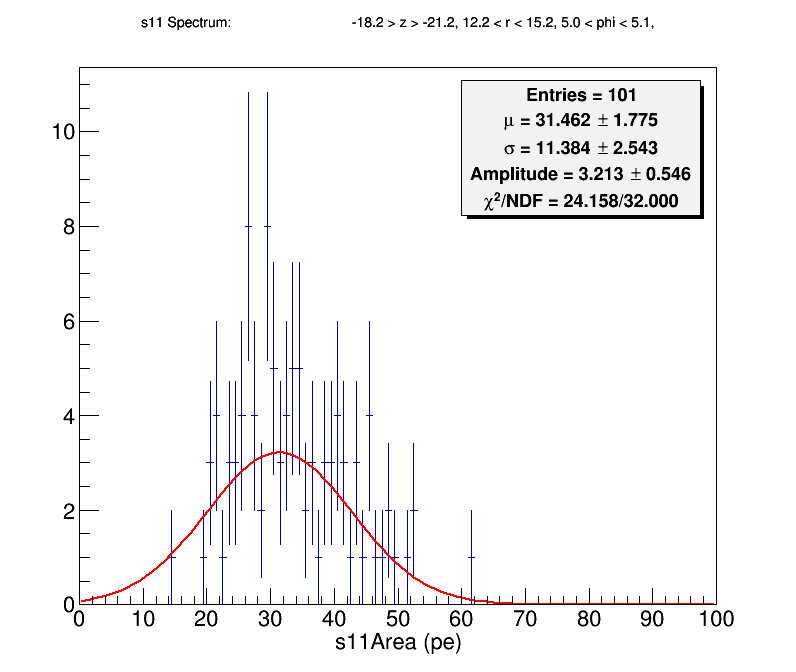 s11 Spectrum: -18.2 > z > -21.2, 12.2 < r < 15.2, 5.0 < phi < 5.1,
Entries = 101
μ = 31.462 ± 1.775
σ = 11.384 ± 2.543
Amplitude = 3.213 ± 0.546
χ²/NDF = 24.158/32.000
10
8
6
4
2
0
0 10 20 30 40 50 60 70 80 90 100
s11Area (pe)